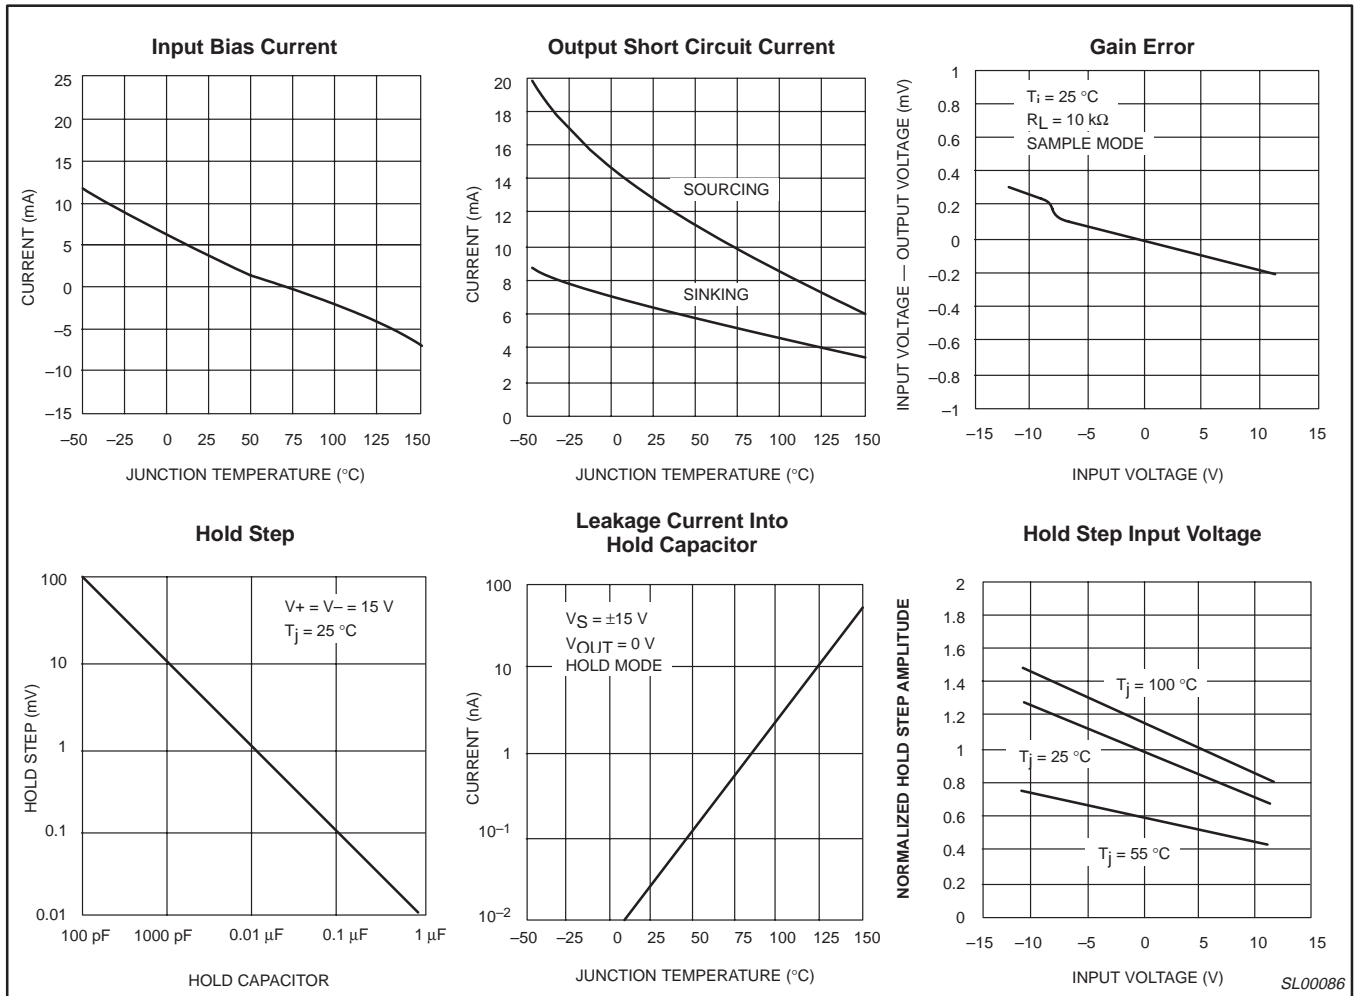 Input Bias Current
CURRENT (mA)
25
20
15
10
5
0
–5
–10
–15
–50 –25 0 25 50 75 100 125 150
JUNCTION TEMPERATURE (°C)
Output Short Circuit Current
CURRENT (mA)
20
18
16
14
12
10
8
6
4
2
0
SOURCING
SINKING
–50 –25 0 25 50 75 100 125 150
JUNCTION TEMPERATURE (°C)
Gain Error
INPUT VOLTAGE — OUTPUT VOLTAGE (mV)
1
0.8
0.6
0.4
0.2
0
–0.2
–0.4
–0.6
–0.8
–1
Tj = 25 °C
RL = 10 kΩ
SAMPLE MODE
–15 –10 –5 0 5 10 15
INPUT VOLTAGE (V)
Hold Step
HOLD STEP (mV)
100
10
1
0.1
0.01
V+ = V– = 15 V
Tj = 25 °C
100 pF 1000 pF 0.01 µF 0.1 µF 1 µF
HOLD CAPACITOR
Leakage Current Into
Hold Capacitor
CURRENT (nA)
100
10
1
10–1
10–2
VS = ±15 V
VOUT = 0 V
HOLD MODE
–50 –25 0 25 50 75 100 125 150
JUNCTION TEMPERATURE (°C)
Hold Step Input Voltage
NORMALIZED HOLD STEP AMPLITUDE
2
1.8
1.6
1.4
1.2
1
0.8
0.6
0.4
0.2
0
Tj = 100 °C
Tj = 25 °C
Tj = 55 °C
–15 –10 –5 0 5 10 15
INPUT VOLTAGE (V)
SL00086